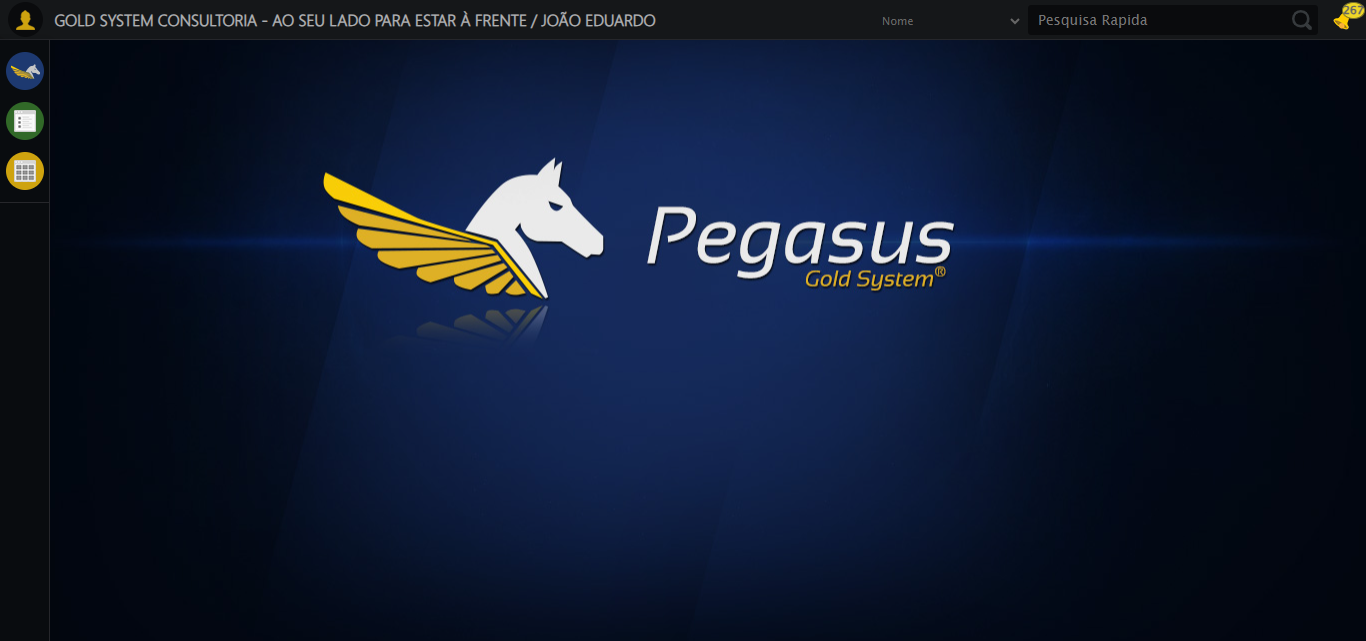 GOLD SYSTEM CONSULTORIA - AO SEU LADO PARA ESTAR À FRENTE / JOÃO EDUARDO
Nome
Pesquisa Rapida
267
Pegasus
Gold System®